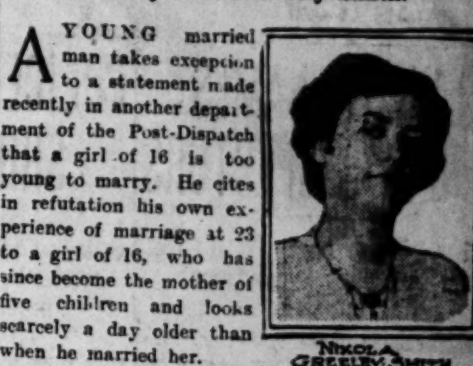 A YOUNG married
man takes exception
to a statement made
recently in another depart-
ment of the Post-Dispatch
that a girl of 16 is too
young to marry. He cites
in refutation his own ex-
perience of marriage at 23
to a girl of 16, who has
since become the mother of
five children and looks
scarcely a day older than
when he married her.
NIKOLA
GREELEY-SMITH